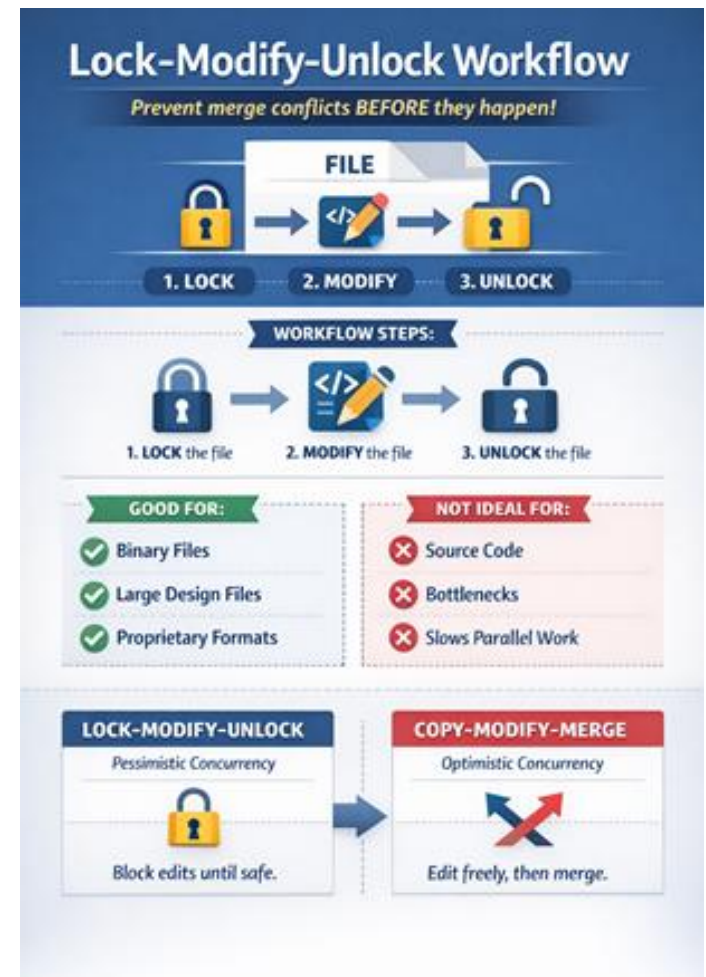 Lock-Modify-Unlock Workflow
Prevent merge conflicts BEFORE they happen!
FILE
</>
1. LOCK
2. MODIFY
3. UNLOCK
WORKFLOW STEPS:
</>
1. LOCK the file
2. MODIFY the file
3. UNLOCK the file
GOOD FOR:
Binary Files
Large Design Files
Proprietary Formats
NOT IDEAL FOR:
Source Code
Bottlenecks
Slows Parallel Work
LOCK-MODIFY-UNLOCK
Pessimistic Concurrency
Block edits until safe.
COPY-MODIFY-MERGE
Optimistic Concurrency
Edit freely, then merge.